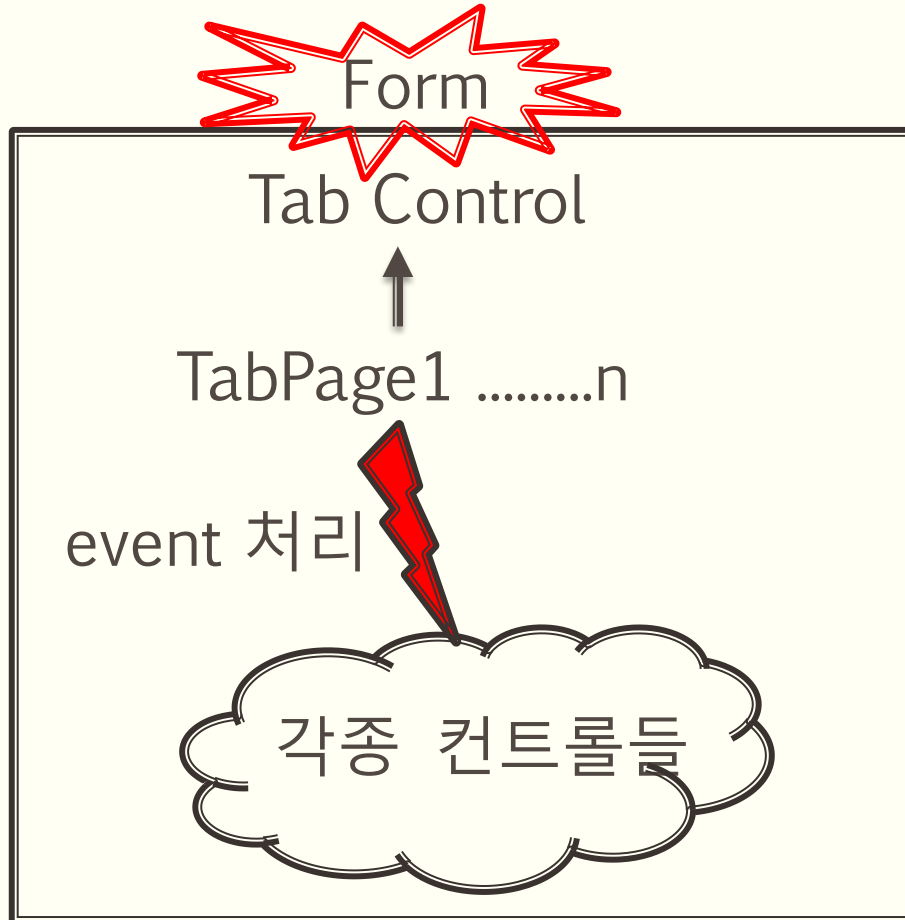 Form
Tab Control
TabPage1 .........n
event 처리
각종 컨트롤들